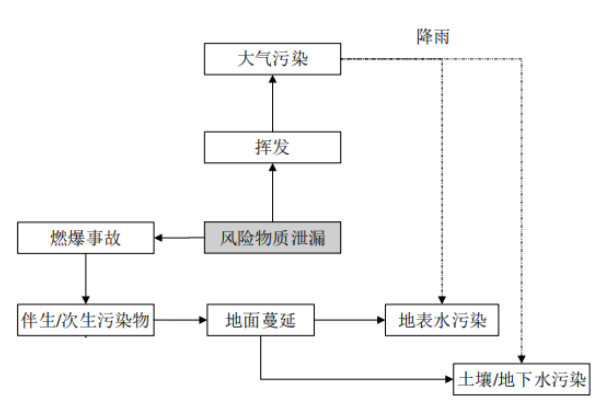 降雨
大气污染
挥发
燃爆事故
风险物质泄漏
伴生/次生污染物
地面蔓延
地表水污染
土壤/地下水污染